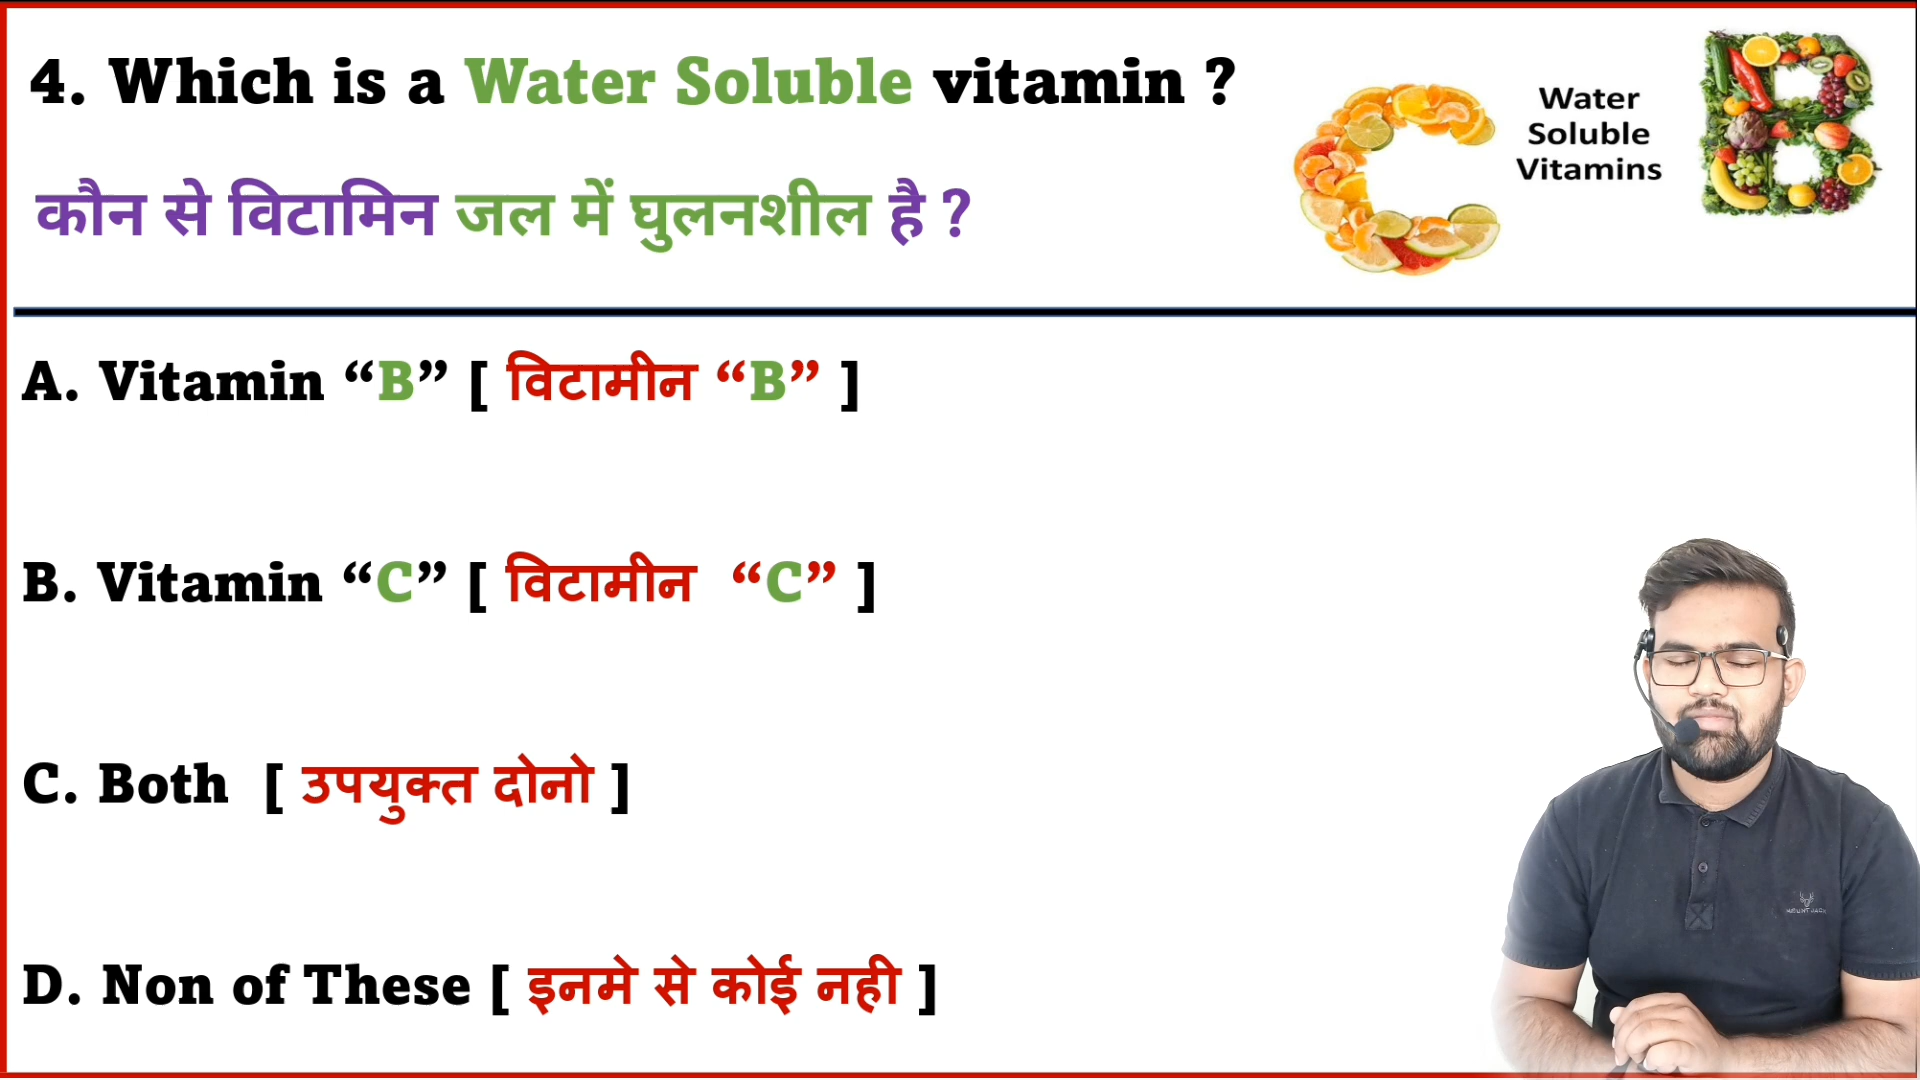 4. Which is a Water Soluble vitamin ?
कौन से विटामिन जल में घुलनशील है ?
Water
Soluble
Vitamins
A. Vitamin “B” [ विटामीन “B” ]
B. Vitamin “C” [ विटामीन “C” ]
C. Both [ उपयुक्त दोनो ]
D. Non of These [ इनमे से कोई नही ]